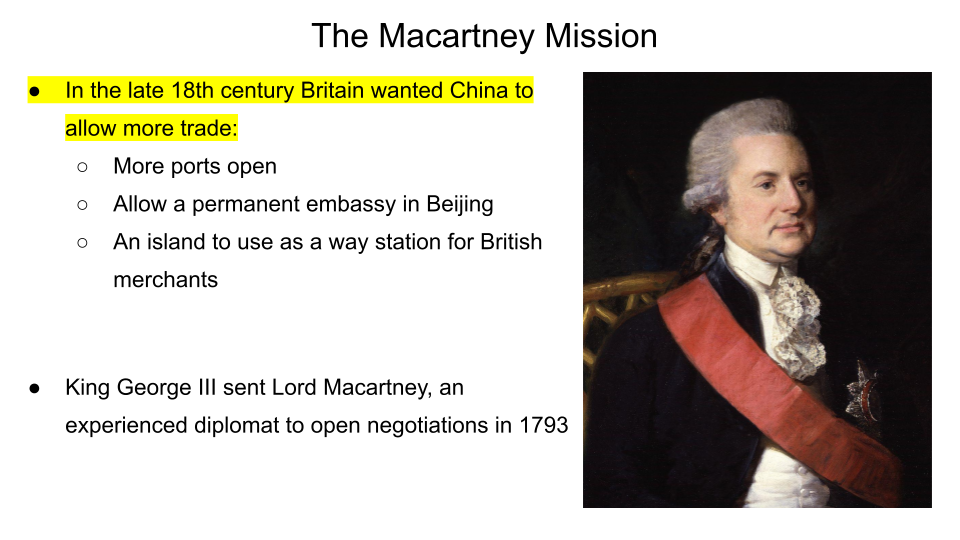 The Macartney Mission
● In the late 18th century Britain wanted China to
allow more trade:
○ More ports open
○ Allow a permanent embassy in Beijing
○ An island to use as a way station for British
merchants
● King George III sent Lord Macartney, an
experienced diplomat to open negotiations in 1793